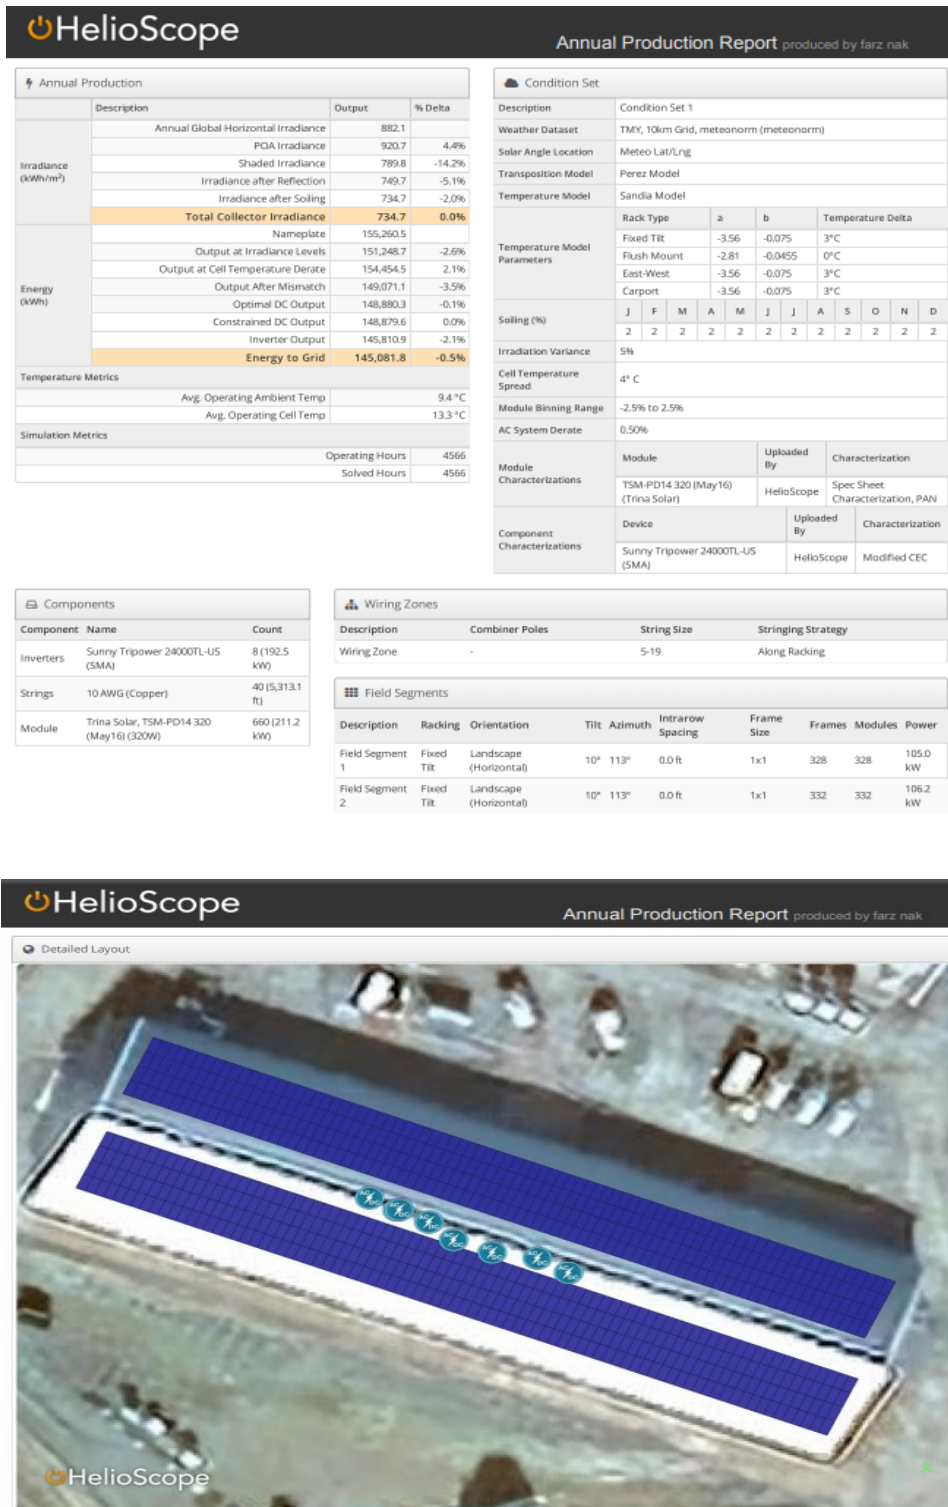 HelioScope
Annual Production Report produced by farz nak
Annual Production
Description Output % Delta
Irradiance (kWh/m²)
Annual Global Horizontal Irradiance 882.1
POA Irradiance 920.7 4.4%
Shaded Irradiance 789.8 -14.2%
Irradiance after Reflection 749.7 -5.1%
Irradiance after Soiling 734.7 -2.0%
Total Collector Irradiance 734.7 0.0%
Energy (kWh)
Nameplate 155,260.5
Output at Irradiance Levels 151,248.7 -2.6%
Output at Cell Temperature Derate 154,454.5 2.1%
Output After Mismatch 149,071.1 -3.5%
Optimal DC Output 148,880.3 -0.1%
Constrained DC Output 148,879.6 0.0%
Inverter Output 145,810.9 -2.1%
Energy to Grid 145,081.8 -0.5%
Temperature Metrics
Avg. Operating Ambient Temp 9.4 °C
Avg. Operating Cell Temp 13.3 °C
Simulation Metrics
Operating Hours 4566
Solved Hours 4566
Condition Set
Description Condition Set 1
Weather Dataset TMY, 10km Grid, meteonorm (meteonorm)
Solar Angle Location Meteo Lat/Lng
Transposition Model Perez Model
Temperature Model Sandia Model
Temperature Model Parameters
Rack Type a b Temperature Delta
Fixed Tilt -3.56 -0.075 3°C
Flush Mount -2.81 -0.0455 0°C
East-West -3.56 -0.075 3°C
Carport -3.56 -0.075 3°C
Soiling (%)
J F M A M J J A S O N D
2 2 2 2 2 2 2 2 2 2 2 2
Irradiation Variance 5%
Cell Temperature Spread 4° C
Module Binning Range -2.5% to 2.5%
AC System Derate 0.50%
Module Characterizations
Module Uploaded By Characterization
TSM-PD14 320 (May16) (Trina Solar) HelioScope Spec Sheet Characterization, PAN
Component Characterizations
Device Uploaded By Characterization
Sunny Tripower 24000TL-US (SMA) HelioScope Modified CEC
Components
Component Name Count
Inverters Sunny Tripower 24000TL-US (SMA) 8 (192.5 kW)
Strings 10 AWG (Copper) 40 (5,313.1 ft)
Module Trina Solar, TSM-PD14 320 (May16) (320W) 660 (211.2 kW)
Wiring Zones
Description Combiner Poles String Size Stringing Strategy
Wiring Zone - 5-19 Along Racking
Field Segments
Description Racking Orientation Tilt Azimuth Intrarow Spacing Frame Size Frames Modules Power
Field Segment 1 Fixed Tilt Landscape (Horizontal) 10° 113° 0.0 ft 1x1 328 328 105.0 kW
Field Segment 2 Fixed Tilt Landscape (Horizontal) 10° 113° 0.0 ft 1x1 332 332 106.2 kW
HelioScope
Annual Production Report produced by farz nak
Detailed Layout
AC DC
AC DC
AC DC
AC DC
AC DC
AC DC
AC DC
HelioScope